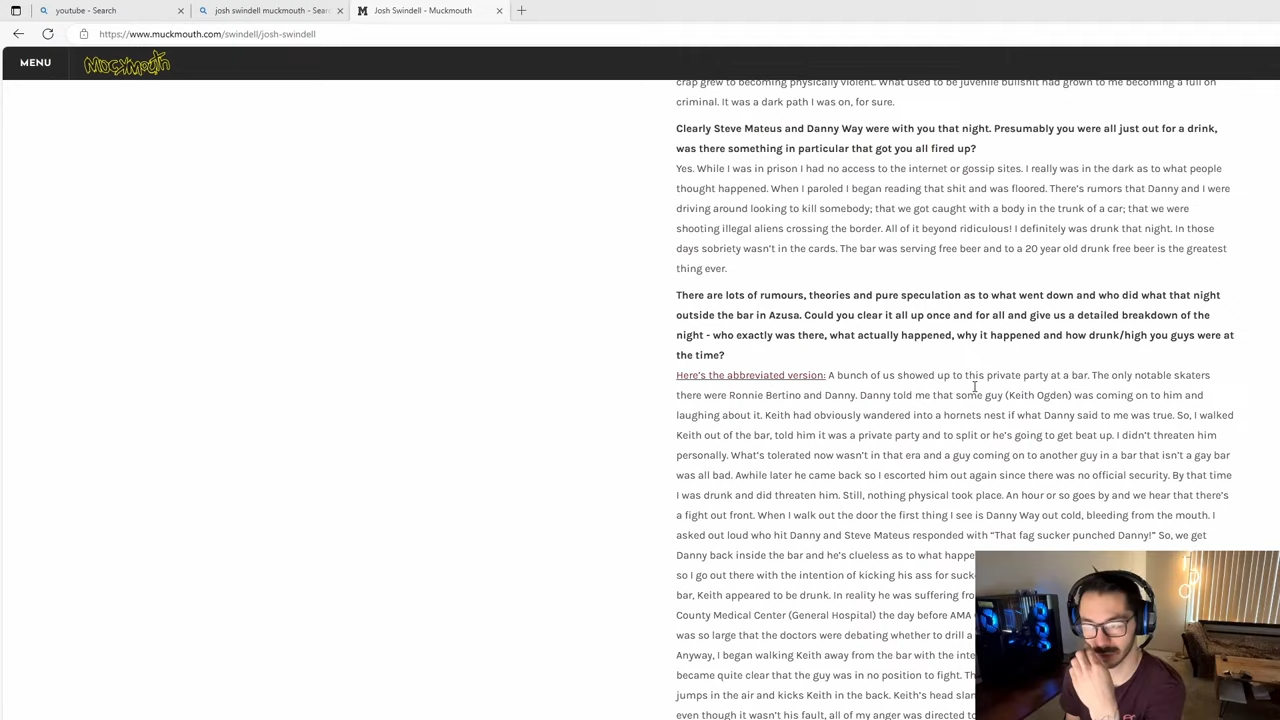 youtube - Search
josh swindell muckmouth - Sear
Josh Swindell - Muckmouth
https://www.muckmouth.com/swindell/josh-swindell
MENU
MUCKMOUTH
crap grew to becoming physically violent. What used to be juvenile bullshit had grown to me becoming a full on
criminal. It was a dark path I was on, for sure.
Clearly Steve Mateus and Danny Way were with you that night. Presumably you were all just out for a drink,
was there something in particular that got you all fired up?
Yes. While I was in prison I had no access to the internet or gossip sites. I really was in the dark as to what people
thought happened. When I paroled I began reading that shit and was floored. There's rumors that Danny and I were
driving around looking to kill somebody; that we got caught with a body in the trunk of a car; that we were
shooting illegal aliens crossing the border. All of it beyond ridiculous! I definitely was drunk that night. In those
days sobriety wasn't in the cards. The bar was serving free beer and to a 20 year old drunk free beer is the greatest
thing ever.
There are lots of rumours, theories and pure speculation as to what went down and who did what that night
outside the bar in Azusa. Could you clear it all up once and for all and give us a detailed breakdown of the
night - who exactly was there, what actually happened, why it happened and how drunk/high you guys were at
the time?
Here's the abbreviated version: A bunch of us showed up to this private party at a bar. The only notable skaters
there were Ronnie Bertino and Danny. Danny told me that some guy (Keith Ogden) was coming on to him and
laughing about it. Keith had obviously wandered into a hornets nest if what Danny said to me was true. So, I walked
Keith out of the bar, told him it was a private party and to split or he's going to get beat up. I didn't threaten him
personally. What's tolerated now wasn't in that era and a guy coming on to another guy in a bar that isn't a gay bar
was all bad. Awhile later he came back so I escorted him out again since there was no official security. By that time
I was drunk and did threaten him. Still, nothing physical took place. An hour or so goes by and we hear that there's
a fight out front. When I walk out the door the first thing I see is Danny Way out cold, bleeding from the mouth. I
asked out loud who hit Danny and Steve Mateus responded with "That fag sucker punched Danny!" So, we get
Danny back inside the bar and he's clueless as to what happe
so I go out there with the intention of kicking his ass for suck
bar, Keith appeared to be drunk. In reality he was suffering fro
County Medical Center (General Hospital) the day before AMA
was so large that the doctors were debating whether to drill a
Anyway, I began walking Keith away from the bar with the inte
became quite clear that the guy was in no position to fight. Th
jumps in the air and kicks Keith in the back. Keith's head slam
even though it wasn't his fault, all of my anger was directed to